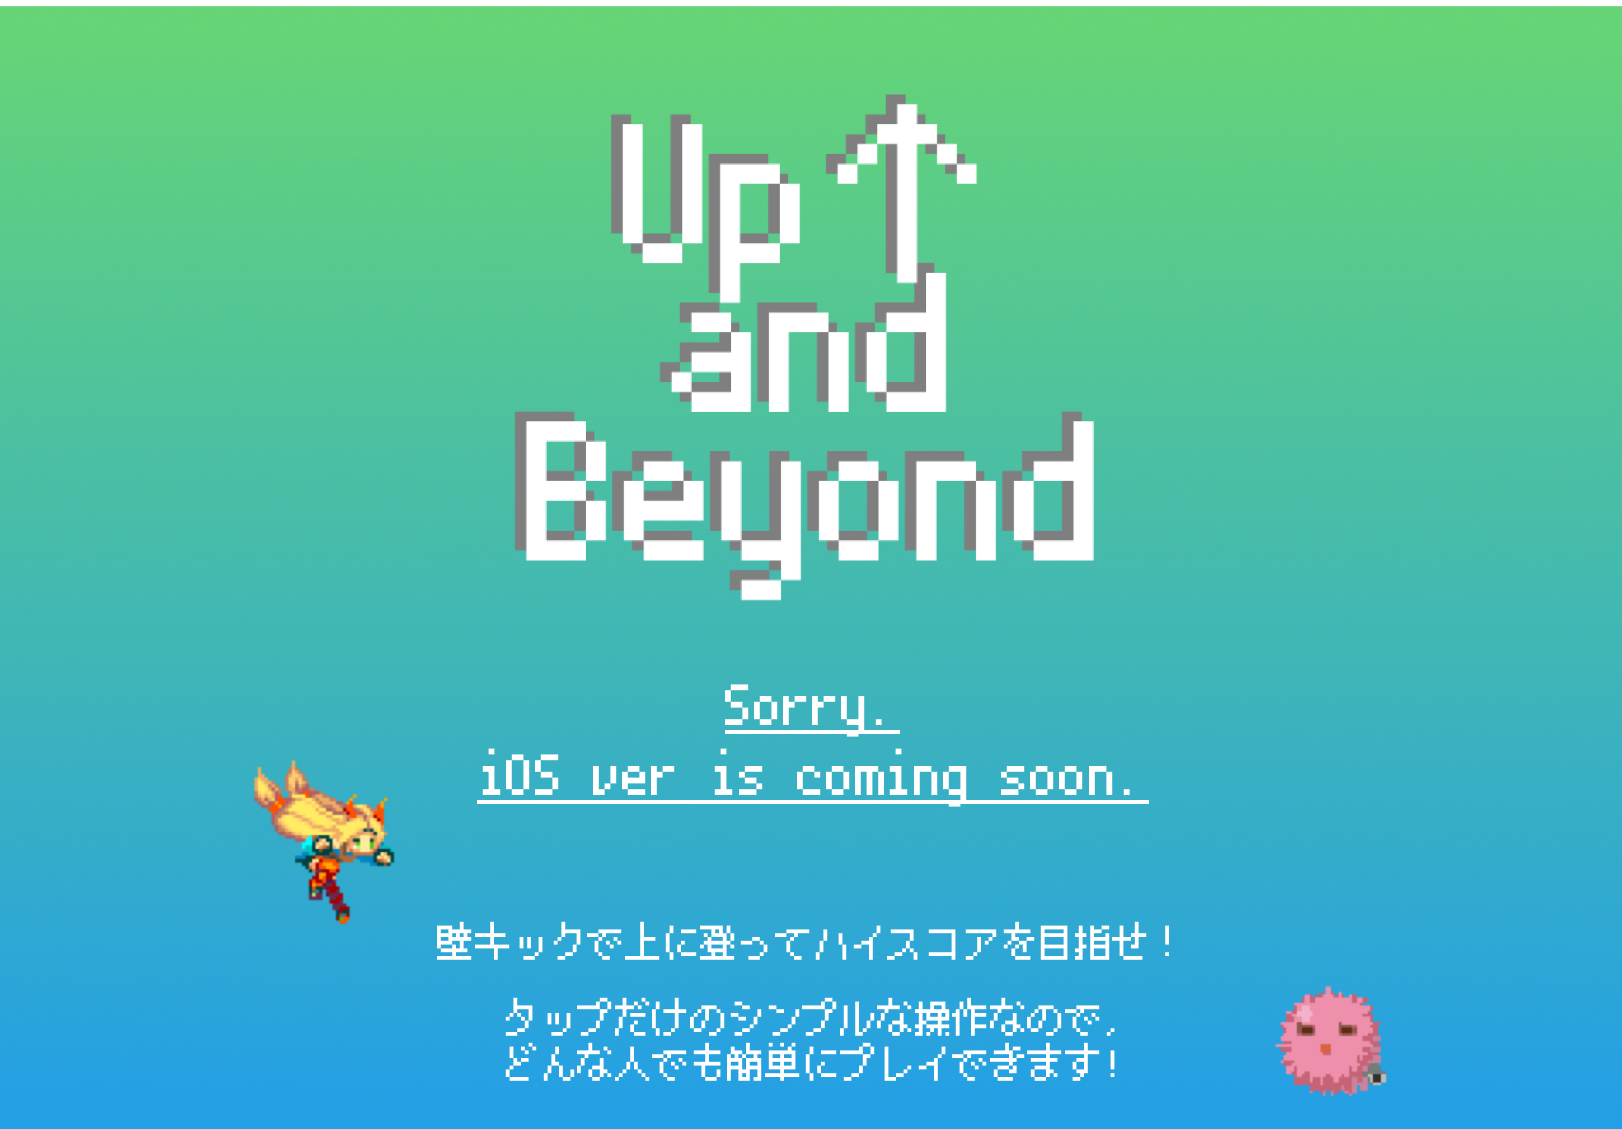 Up↑
and
Beyond
Sorry.
iOS ver is coming soon.
壁キックで上に登ってハイスコアを目指せ！
タップだけのシンプルな操作なので、
どんな人でも簡単にプレイできます！